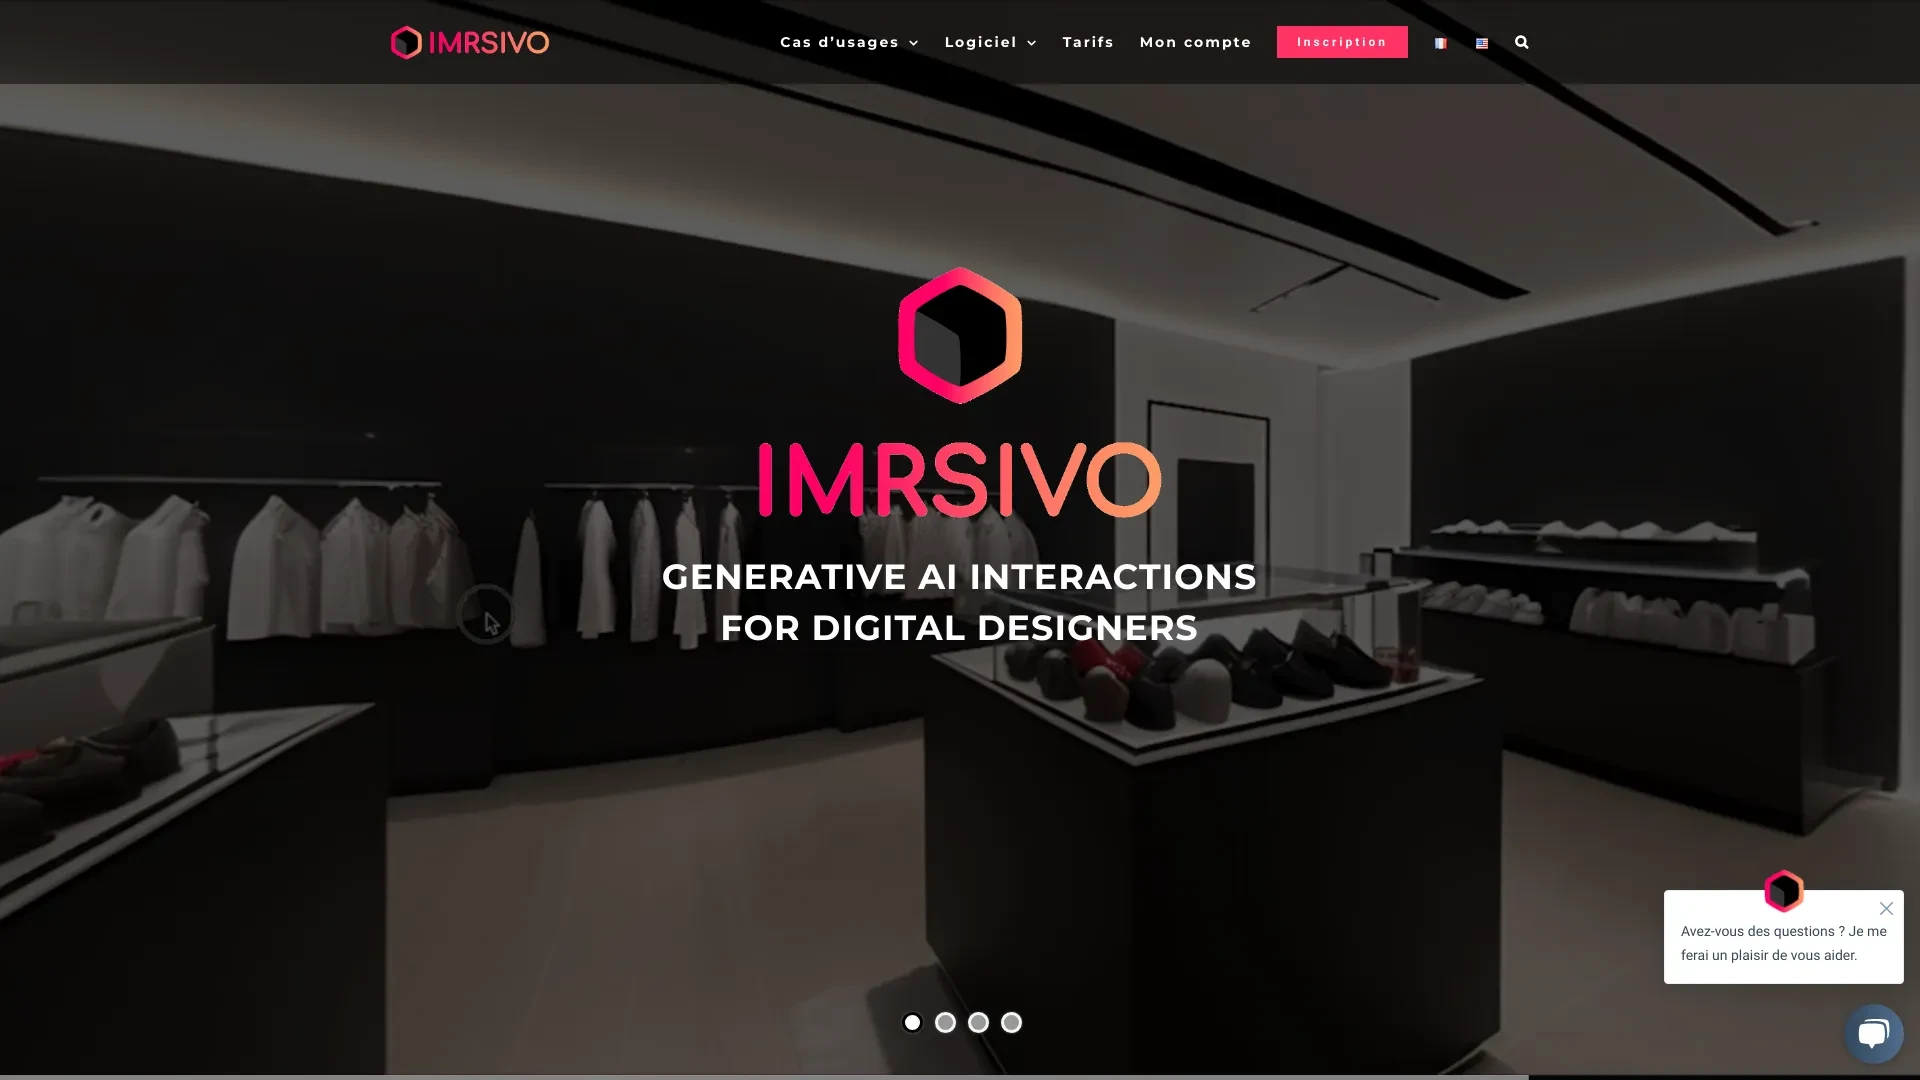 IMRSIVO
Cas d’usages
Logiciel
Tarifs
Mon compte
Inscription
IMRSIVO
GENERATIVE AI INTERACTIONS
FOR DIGITAL DESIGNERS
Avez-vous des questions ? Je me
ferai un plaisir de vous aider.